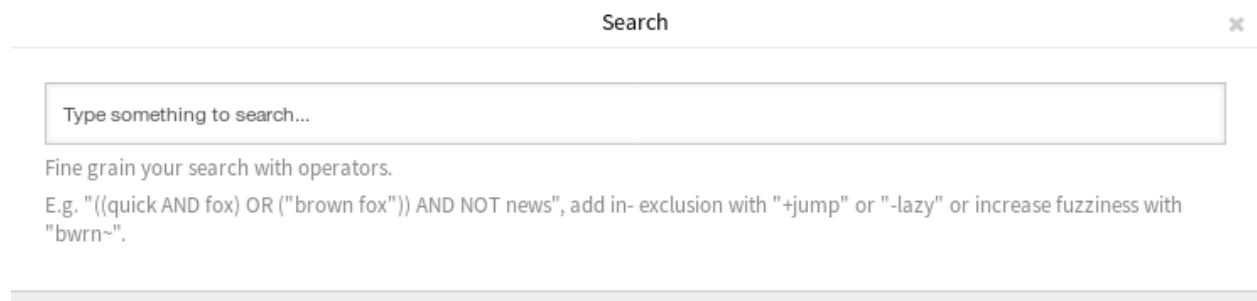 Search
Type something to search...
Fine grain your search with operators.
E.g. "((quick AND fox) OR ("brown fox")) AND NOT news", add in- exclusion with "+jump" or "-lazy" or increase fuzziness with
"bwrn~".